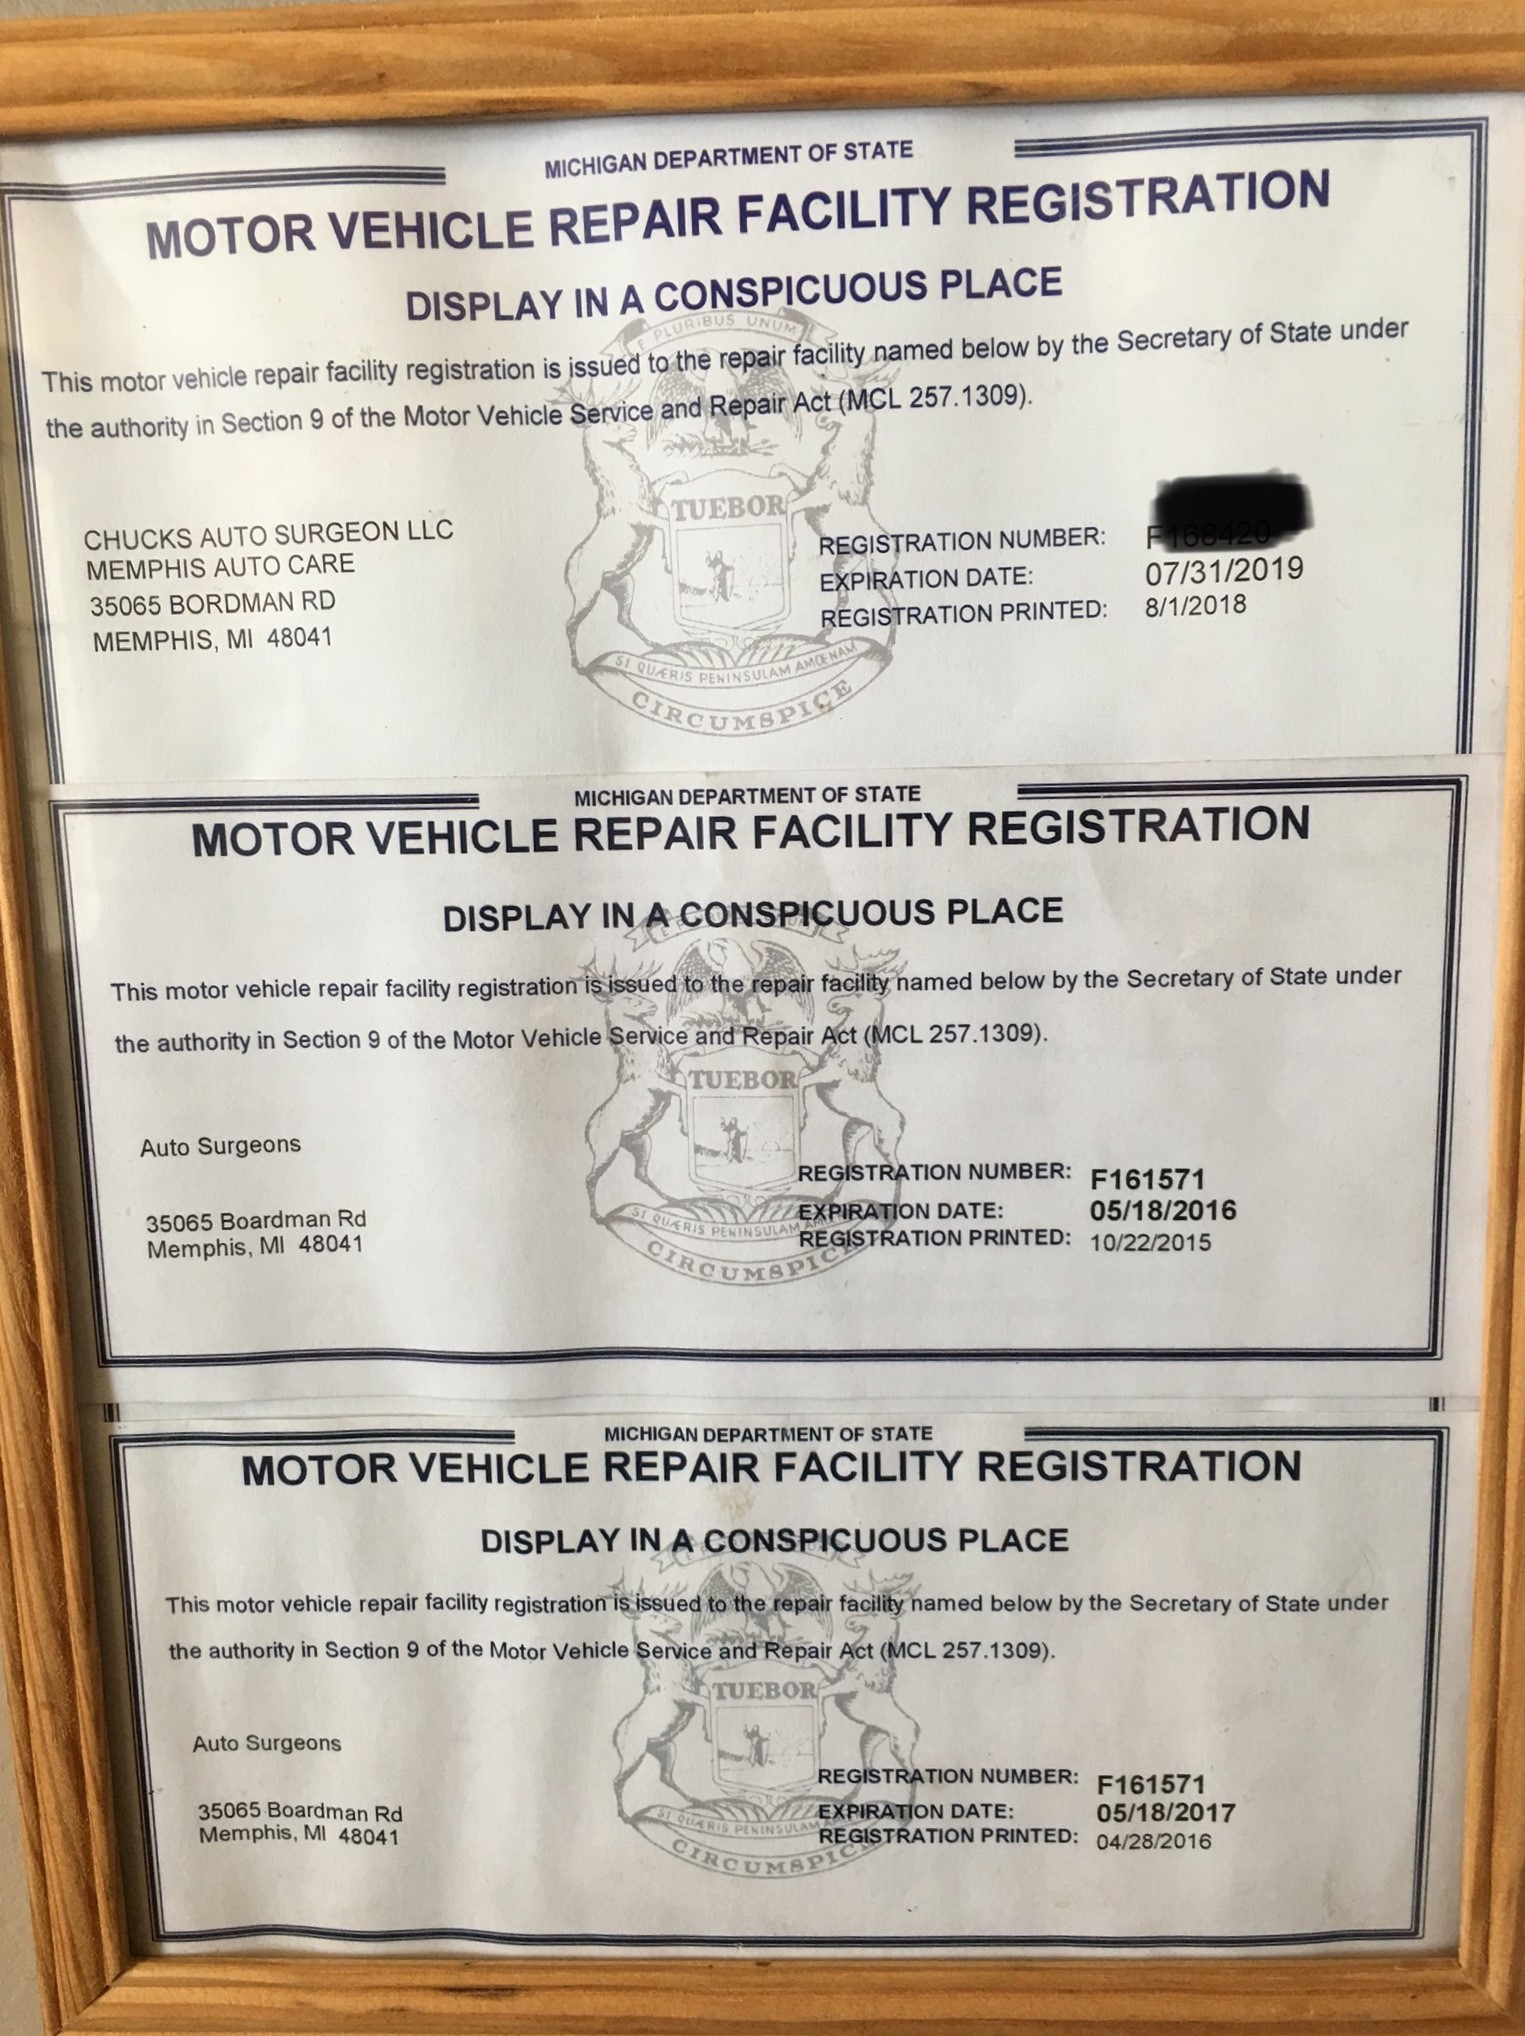 MICHIGAN DEPARTMENT OF STATE
MOTOR VEHICLE REPAIR FACILITY REGISTRATION
DISPLAY IN A CONSPICUOUS PLACE
E PLURIBUS UNUM
This motor vehicle repair facility registration is issued to the repair facility named below by the Secretary of State under
the authority in Section 9 of the Motor Vehicle Service and Repair Act (MCL 257.1309).
TUEBOR
CHUCKS AUTO SURGEON LLC
MEMPHIS AUTO CARE
35065 BORDMAN RD
MEMPHIS, MI 48041
REGISTRATION NUMBER:
EXPIRATION DATE: 07/31/2019
REGISTRATION PRINTED: 8/1/2018
SI QUÆRIS PENINSULAM AMŒNAM
CIRCUMSPICE
MICHIGAN DEPARTMENT OF STATE
MOTOR VEHICLE REPAIR FACILITY REGISTRATION
DISPLAY IN A CONSPICUOUS PLACE
This motor vehicle repair facility registration is issued to the repair facility named below by the Secretary of State under
the authority in Section 9 of the Motor Vehicle Service and Repair Act (MCL 257.1309).
TUEBOR
Auto Surgeons
35065 Boardman Rd
Memphis, MI 48041
REGISTRATION NUMBER: F161571
EXPIRATION DATE: 05/18/2016
REGISTRATION PRINTED: 10/22/2015
SI QUÆRIS PENINSULAM
CIRCUMSPICE
MICHIGAN DEPARTMENT OF STATE
MOTOR VEHICLE REPAIR FACILITY REGISTRATION
DISPLAY IN A CONSPICUOUS PLACE
This motor vehicle repair facility registration is issued to the repair facility named below by the Secretary of State under
the authority in Section 9 of the Motor Vehicle Service and Repair Act (MCL 257.1309).
TUEBOR
Auto Surgeons
35065 Boardman Rd
Memphis, MI 48041
REGISTRATION NUMBER: F161571
EXPIRATION DATE: 05/18/2017
REGISTRATION PRINTED: 04/28/2016
SI QUÆRIS PENINSULAM
CIRCUMSPICE